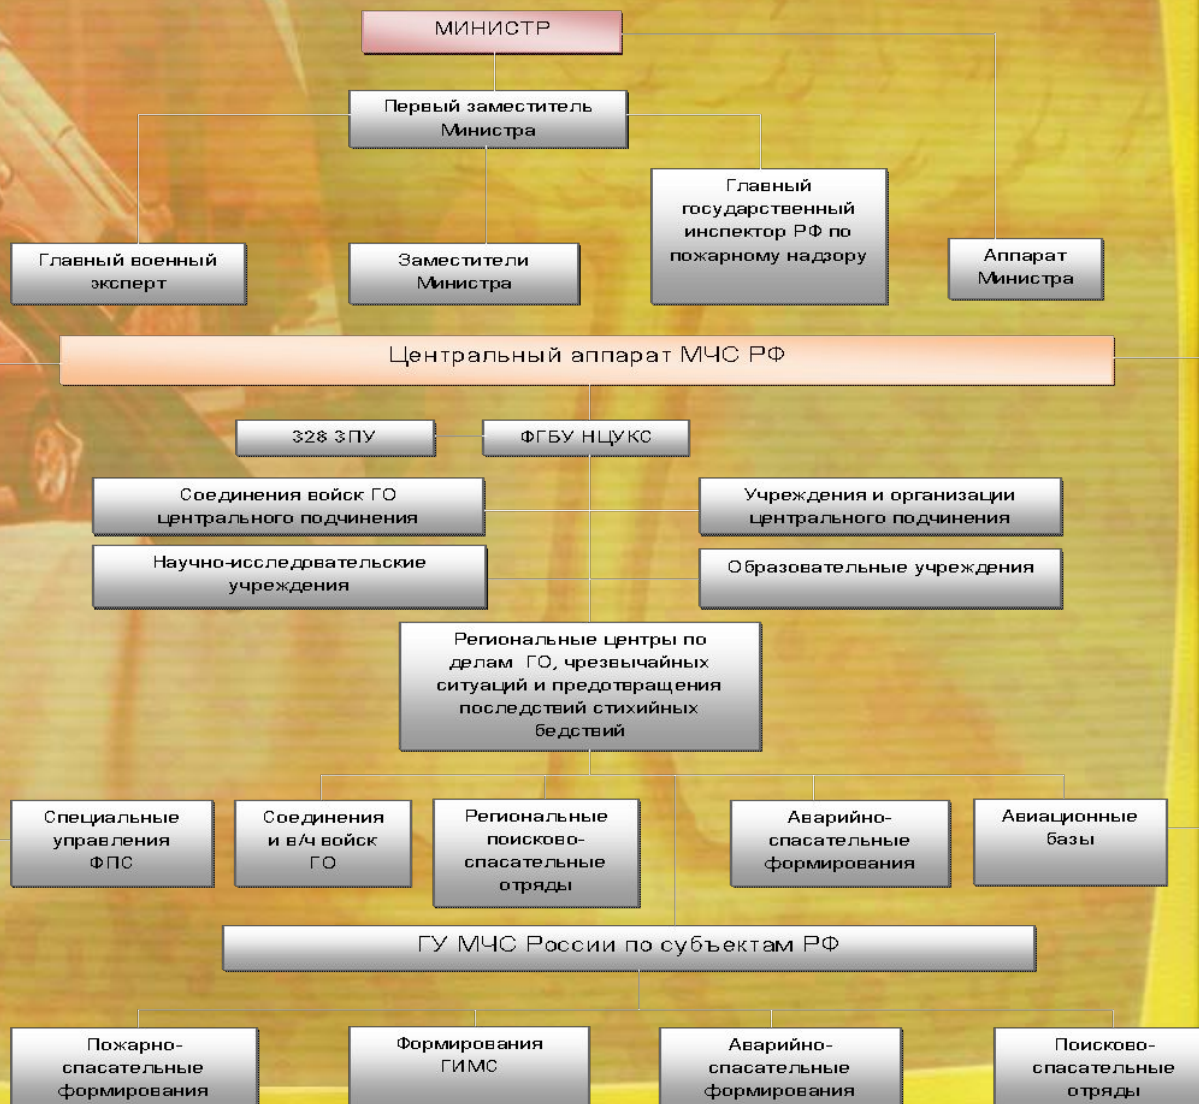 МИНИСТР
Первый заместитель
Министра
Главный
государственный
инспектор РФ по
пожарному надзору
Главный военный
эксперт
Заместители
Министра
Аппарат
Министра
Центральный аппарат МЧС РФ
328 ЗПУ
ФГБУ НЦУКС
Соединения войск ГО
центрального подчинения
Учреждения и организации
центрального подчинения
Научно-исследовательские
учреждения
Образовательные учреждения
Региональные центры по
делам ГО, чрезвычайных
ситуаций и предотвращения
последствий стихийных
бедствий
Специальные
управления
ФПС
Соединения
и в/ч войск
ГО
Региональные
поисково-
спасательные
отряды
Аварийно-
спасательные
формирования
Авиационные
базы
ГУ МЧС России по субъектам РФ
Пожарно-
спасательные
формирования
Формирования
ГИМС
Аварийно-
спасательные
формирования
Поисково-
спасательные
отряды